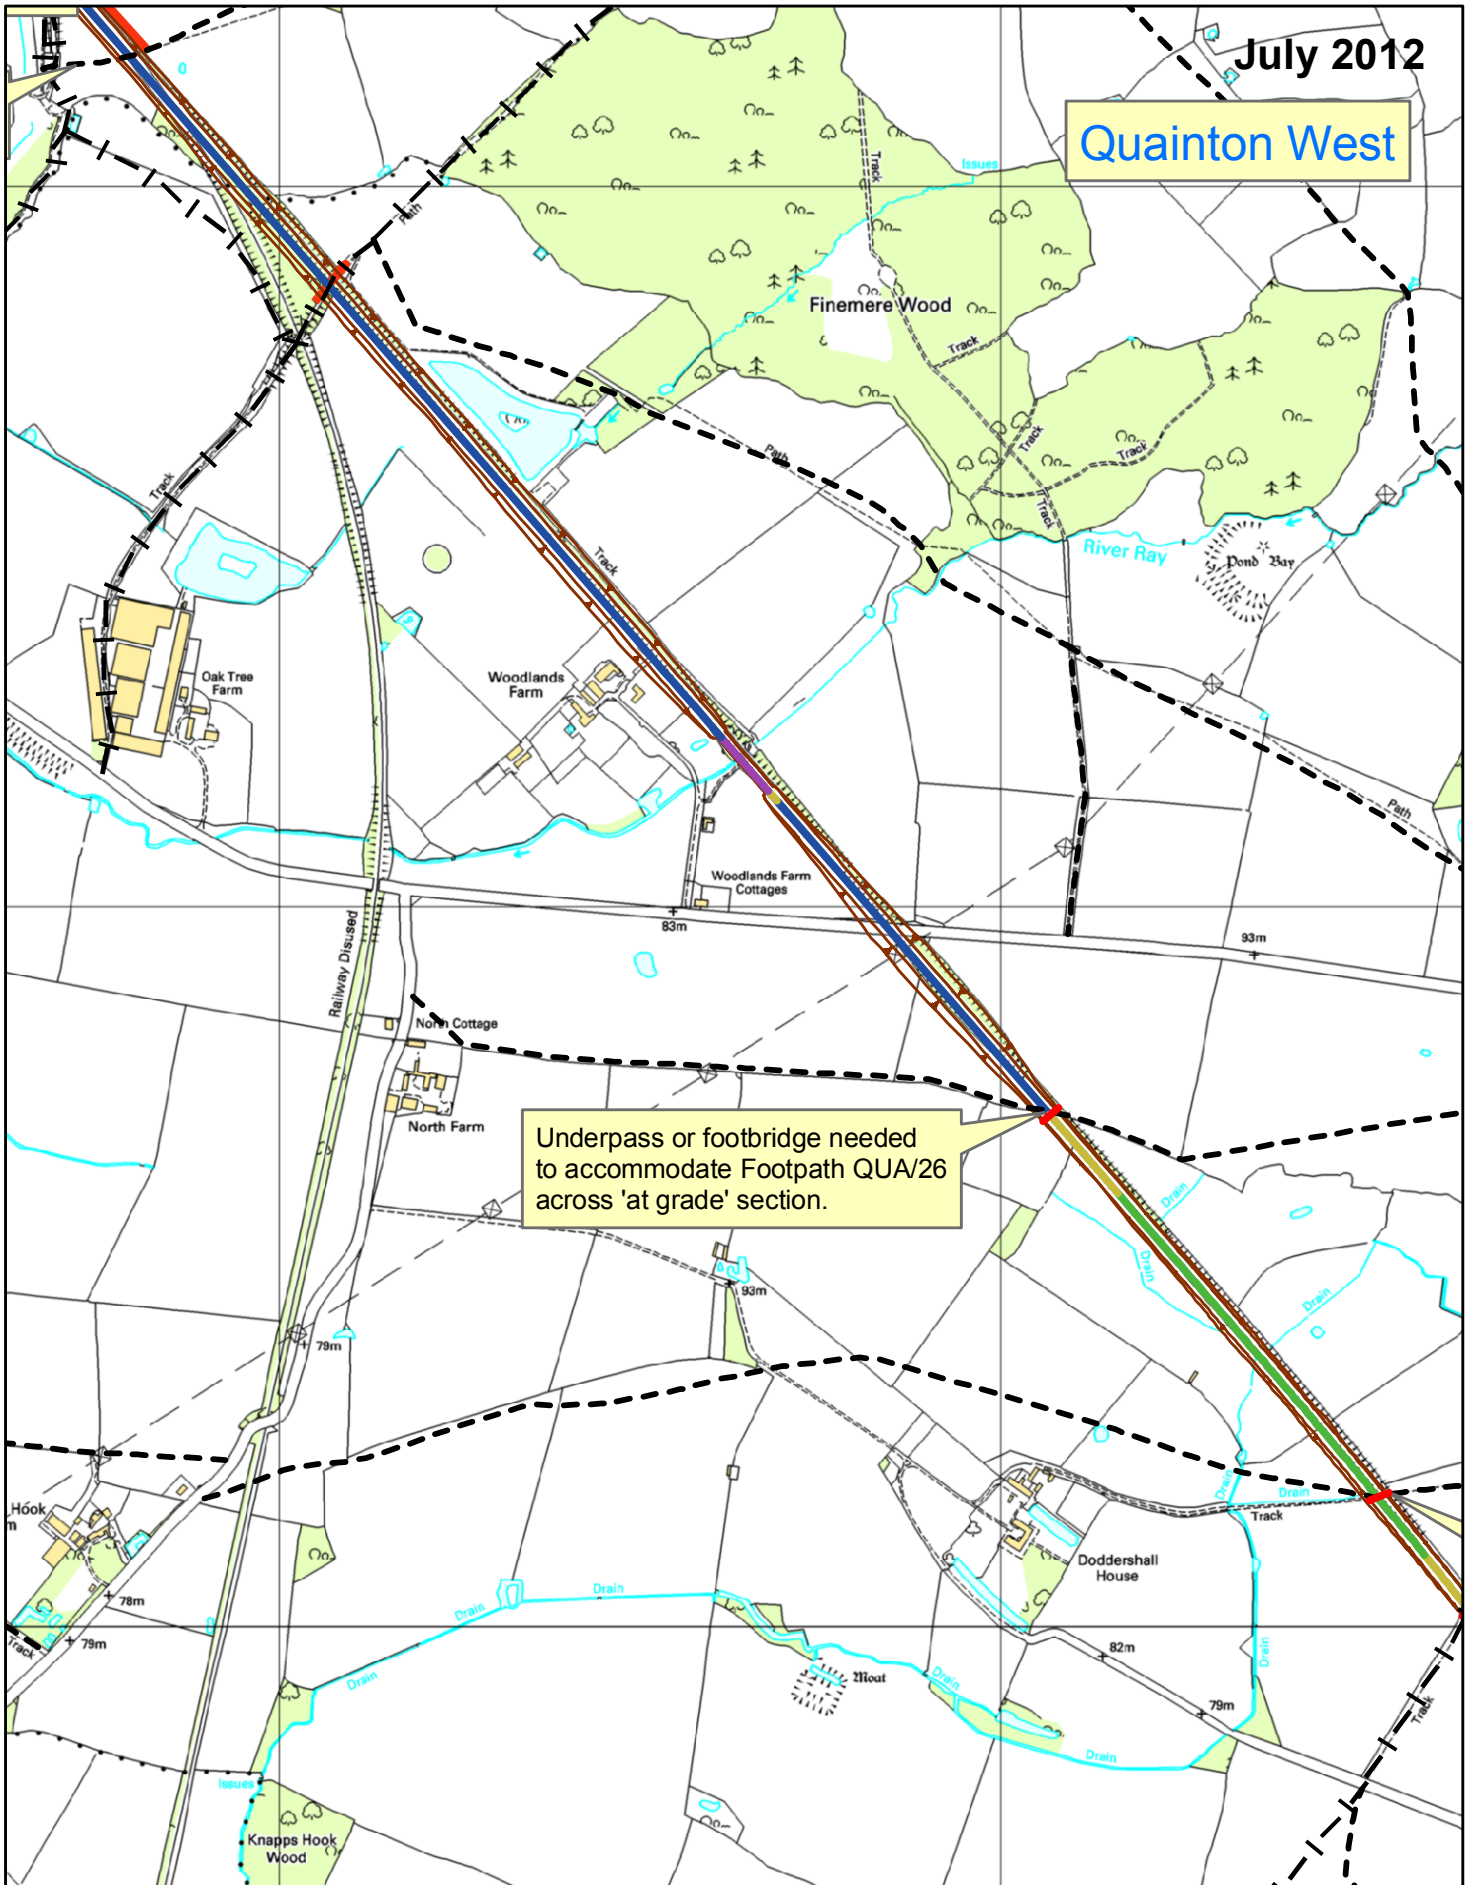 July 2012
Quainton West
Track
Issues
Path
Finemere Wood
Track
Track
Track
Path
Track
Track
River Ray
Pond Bay
Track
Oak Tree
Farm
Woodlands
Farm
Path
Woodlands Farm
Cottages
83m
93m
Railway Disused
North Cottage
North Farm
Underpass or footbridge needed
to accommodate Footpath QUA/26
across 'at grade' section.
Drain
Drain
Drain
93m
79m
Hook
m
Drain
Drain
Track
Doddershall
House
78m
79m
Track
Drain
Drain
Drain
Moat
Drain
Drain
82m
79m
Track
Drain
Issues
Knapps Hook
Wood